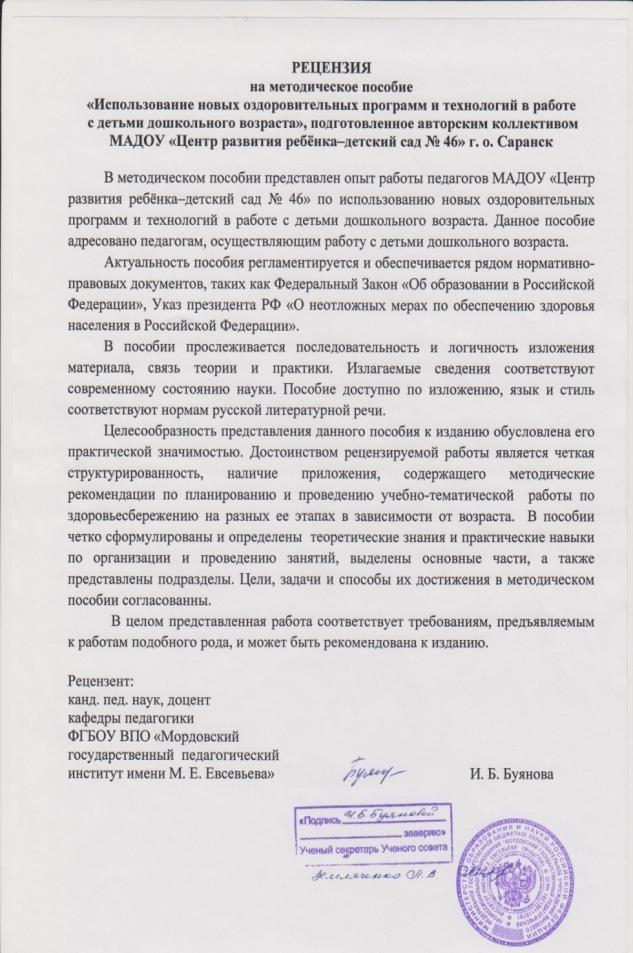 РЕЦЕНЗИЯ
на методическое пособие
«Использование новых оздоровительных программ и технологий в работе
с детьми дошкольного возраста», подготовленное авторским коллективом
МАДОУ «Центр развития ребёнка–детский сад № 46» г. о. Саранск
В методическом пособии представлен опыт работы педагогов МАДОУ «Центр
развития ребёнка–детский сад № 46» по использованию новых оздоровительных
программ и технологий в работе с детьми дошкольного возраста. Данное пособие
адресовано педагогам, осуществляющим работу с детьми дошкольного возраста.
Актуальность пособия регламентируется и обеспечивается рядом нормативно-
правовых документов, таких как Федеральный Закон «Об образовании в Российской
Федерации», Указ президента РФ «О неотложных мерах по обеспечению здоровья
населения в Российской Федерации».
В пособии прослеживается последовательность и логичность изложения
материала, связь теории и практики. Излагаемые сведения соответствуют
современному состоянию науки. Пособие доступно по изложению, язык и стиль
соответствуют нормам русской литературной речи.
Целесообразность представления данного пособия к изданию обусловлена его
практической значимостью. Достоинством рецензируемой работы является четкая
структурированность, наличие приложения, содержащего методические
рекомендации по планированию и проведению учебно-тематической работы по
здоровьесбережению на разных ее этапах в зависимости от возраста. В пособии
четко сформулированы и определены теоретические знания и практические навыки
по организации и проведению занятий, выделены основные части, а также
представлены подразделы. Цели, задачи и способы их достижения в методическом
пособии согласованны.
В целом представленная работа соответствует требованиям, предъявляемым
к работам подобного рода, и может быть рекомендована к изданию.
Рецензент:
канд. пед. наук, доцент
кафедры педагогики
ФГБОУ ВПО «Мордовский
государственный педагогический
институт имени М. Е. Евсевьева»
И. Б. Буянова
«Подпись И. Б. Буяновой
заверяю»
Ученый секретарь Ученого совета
Земляченко Л. В.